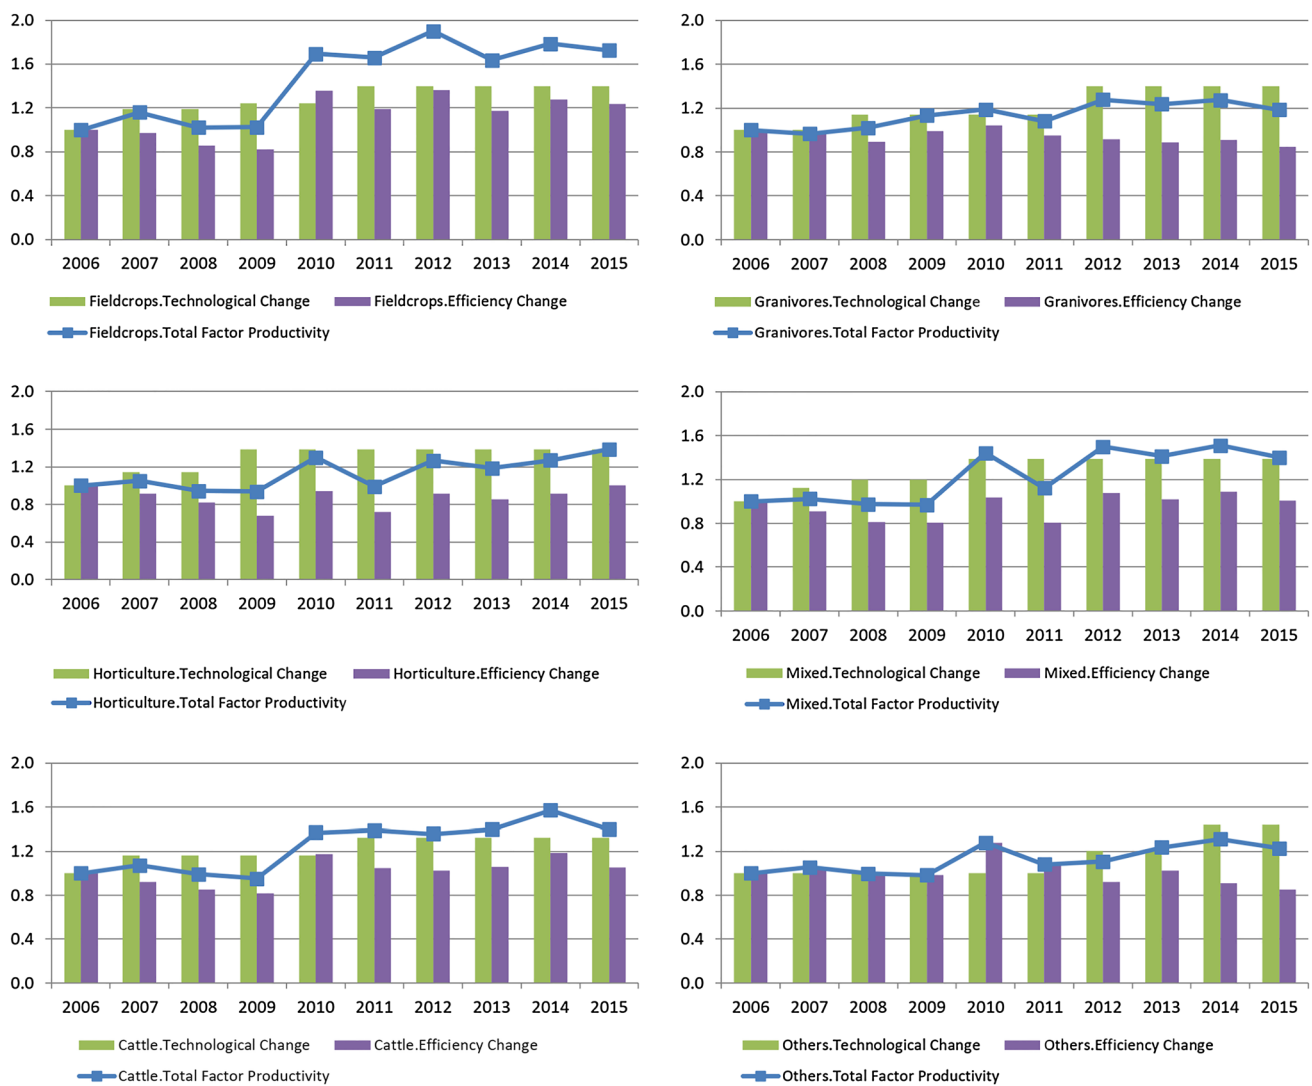 2.0
1.6
1.2
0.8
0.4
0.0
2006 2007 2008 2009 2010 2011 2012 2013 2014 2015
Fieldcrops.Technological Change Fieldcrops.Efficiency Change
Fieldcrops.Total Factor Productivity
2.0
1.6
1.2
0.8
0.4
0.0
2006 2007 2008 2009 2010 2011 2012 2013 2014 2015
Granivores.Technological Change Granivores.Efficiency Change
Granivores.Total Factor Productivity
2.0
1.6
1.2
0.8
0.4
0.0
2006 2007 2008 2009 2010 2011 2012 2013 2014 2015
Horticulture.Technological Change Horticulture.Efficiency Change
Horticulture.Total Factor Productivity
2.0
1.6
1.2
0.8
0.4
0.0
2006 2007 2008 2009 2010 2011 2012 2013 2014 2015
Mixed.Technological Change Mixed.Efficiency Change
Mixed.Total Factor Productivity
2.0
1.6
1.2
0.8
0.4
0.0
2006 2007 2008 2009 2010 2011 2012 2013 2014 2015
Cattle.Technological Change Cattle.Efficiency Change
Cattle.Total Factor Productivity
2.0
1.6
1.2
0.8
0.4
0.0
2006 2007 2008 2009 2010 2011 2012 2013 2014 2015
Others.Technological Change Others.Efficiency Change
Others.Total Factor Productivity